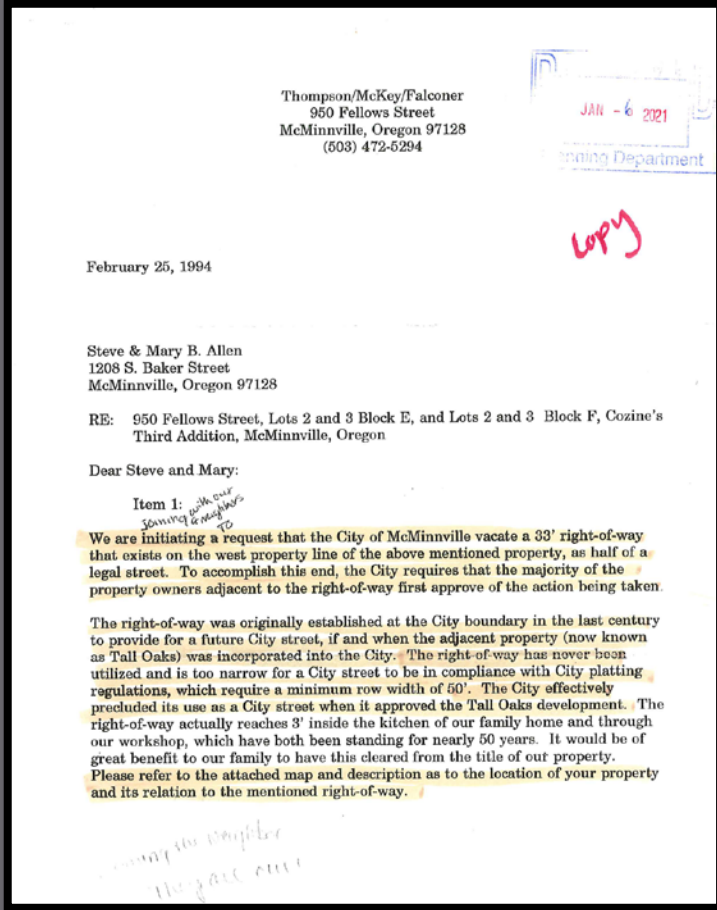 Thompson/McKey/Falconer
950 Fellows Street
McMinnville, Oregon 97128
(503) 472-5294
JAN - 6 2021
Department
copy
February 25, 1994
Steve & Mary B. Allen
1208 S. Baker Street
McMinnville, Oregon 97128
RE: 950 Fellows Street, Lots 2 and 3 Block E, and Lots 2 and 3 Block F, Cozine's
Third Addition, McMinnville, Oregon
Dear Steve and Mary:
Item 1:
Joining with our
neighbors
TO
We are initiating a request that the City of McMinnville vacate a 33' right-of-way
that exists on the west property line of the above mentioned property, as half of a
legal street. To accomplish this end, the City requires that the majority of the
property owners adjacent to the right-of-way first approve of the action being taken.
The right-of-way was originally established at the City boundary in the last century
to provide for a future City street, if and when the adjacent property (now known
as Tall Oaks) was incorporated into the City. The right-of-way has never been
utilized and is too narrow for a City street to be in compliance with City platting
regulations, which require a minimum row width of 50'. The City effectively
precluded its use as a City street when it approved the Tall Oaks development. The
right-of-way actually reaches 3' inside the kitchen of our family home and through
our workshop, which have both been standing for nearly 50 years. It would be of
great benefit to our family to have this cleared from the title of our property.
Please refer to the attached map and description as to the location of your property
and its relation to the mentioned right-of-way.
neighbor